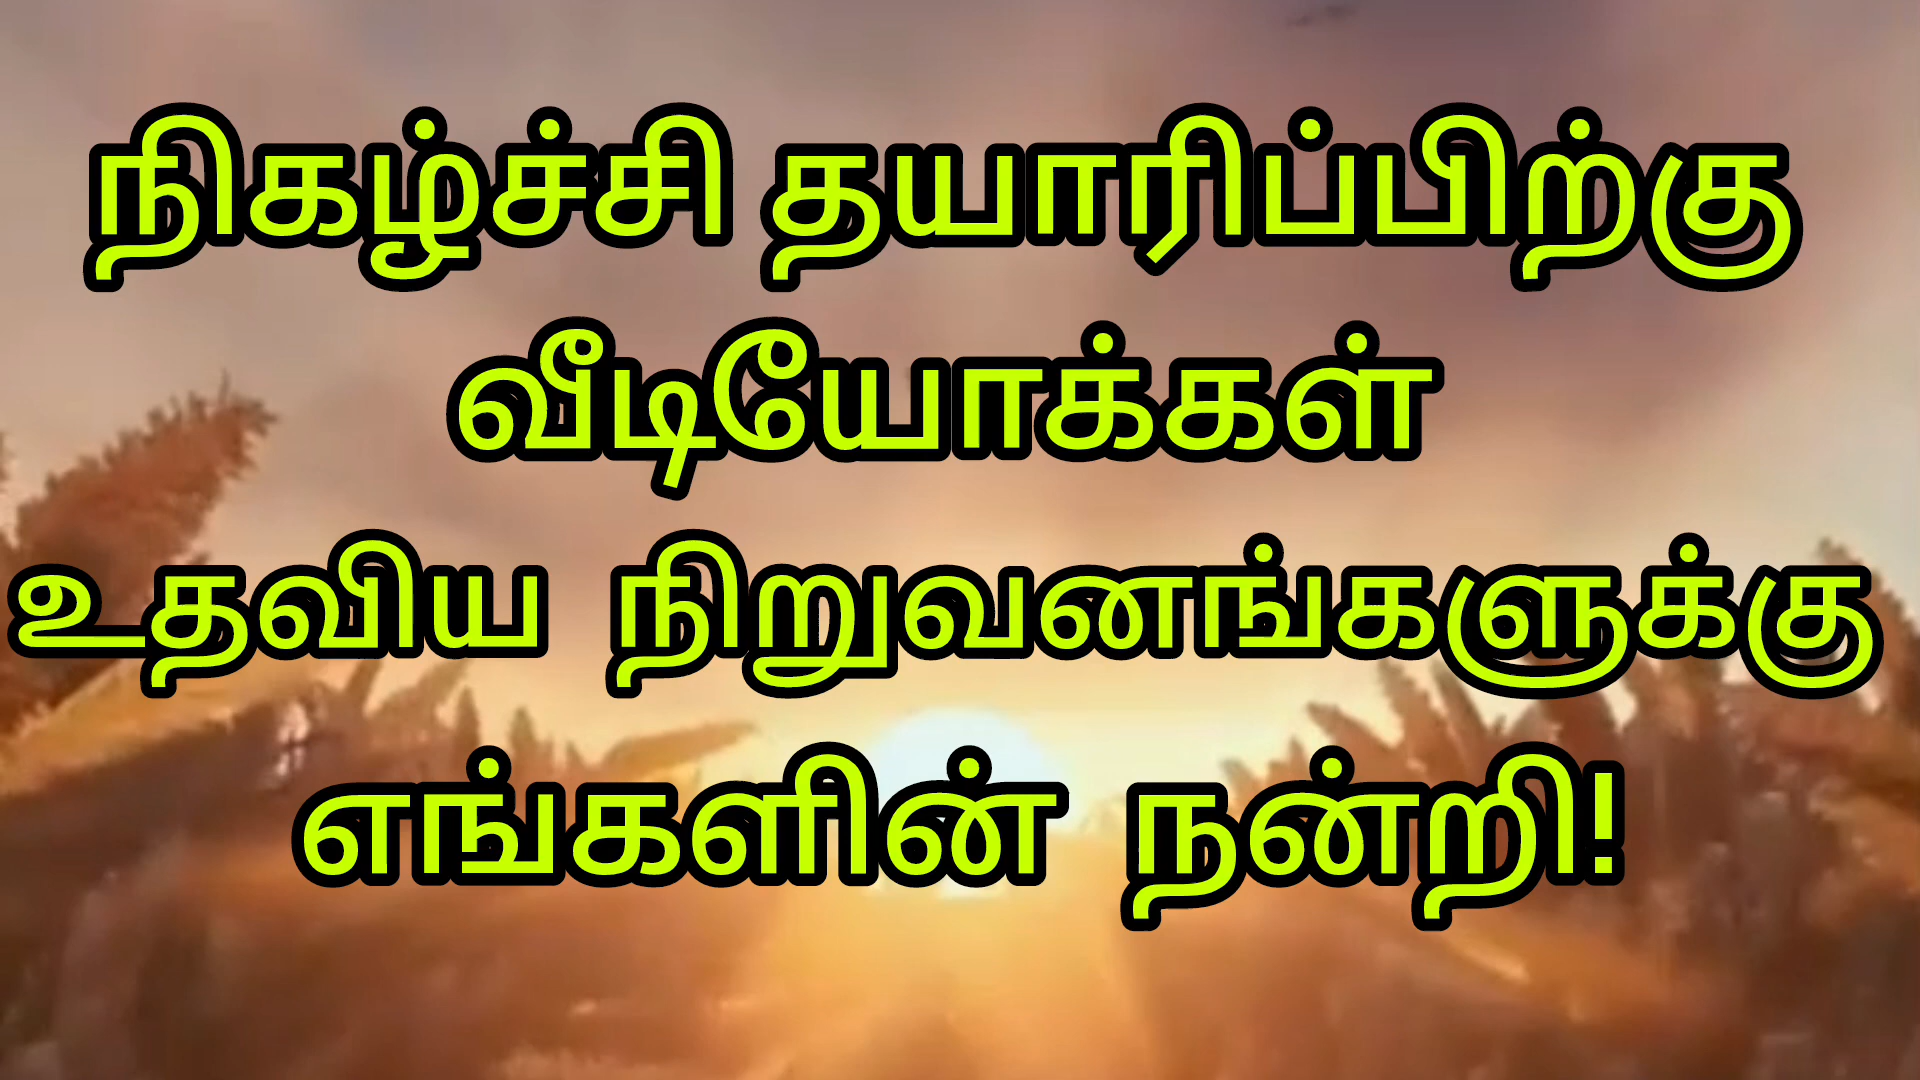 நிகழ்ச்சி தயாரிப்பிற்கு
வீடியோக்கள்
உதவிய நிறுவனங்களுக்கு
எங்களின் நன்றி!